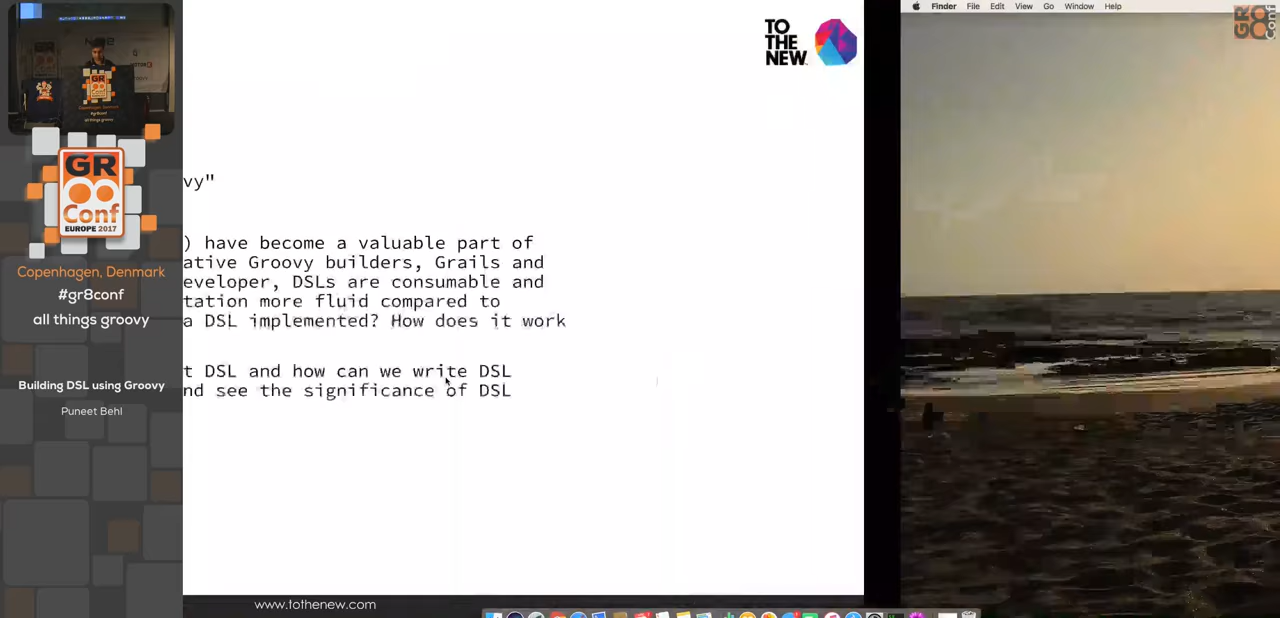 TO
THE
NEW
Finder File Edit View Go Window Help
GR
Conf
GR8
Conf
EUROPE 2017
Copenhagen, Denmark
#gr8conf
all things groovy
Building DSL using Groovy
Puneet Behl
vy"
) have become a valuable part of
ative Groovy builders, Grails and
eveloper, DSLs are consumable and
tation more fluid compared to
a DSL implemented? How does it work
t DSL and how can we write DSL
nd see the significance of DSL
www.tothenew.com